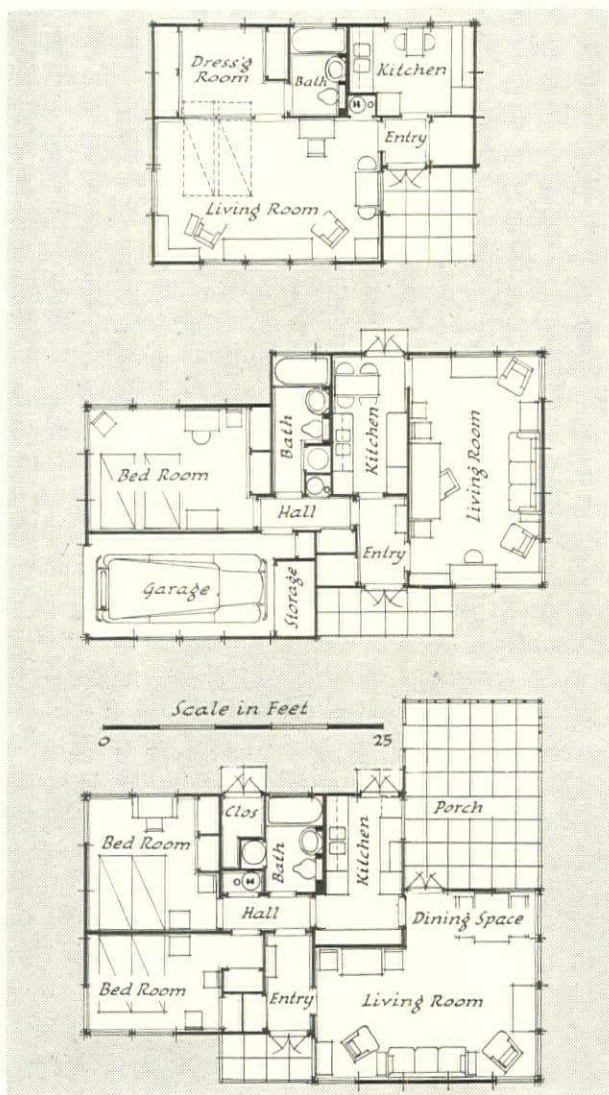 Dress'g
Room
Bath
Kitchen
H
Entry
Living Room
Bed Room
Bath
Kitchen
Living Room
Hall
Entry
Garage
Storage
Scale in Feet
0 25
Clos
Bed Room
Bath
Kitchen
Porch
H
Hall
Dining Space
Bed Room
Entry
Living Room